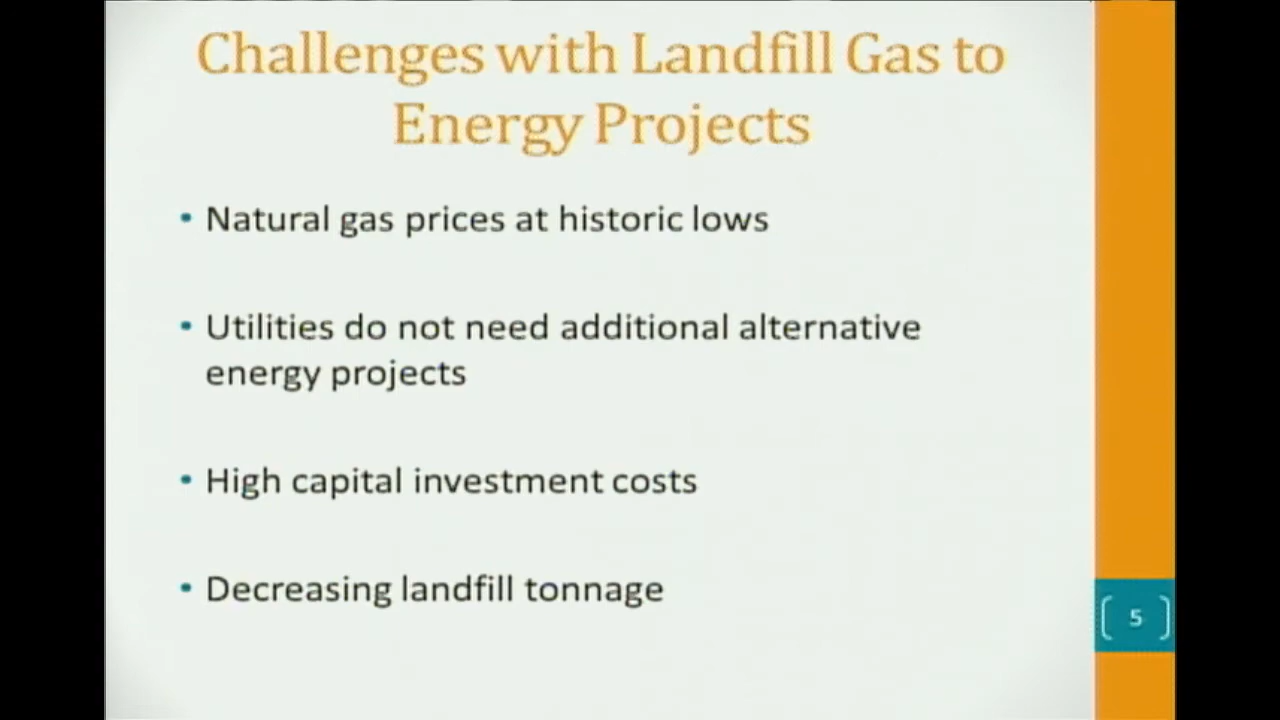 Challenges with Landfill Gas to
Energy Projects
• Natural gas prices at historic lows
• Utilities do not need additional alternative
energy projects
• High capital investment costs
• Decreasing landfill tonnage
[ 5 ]